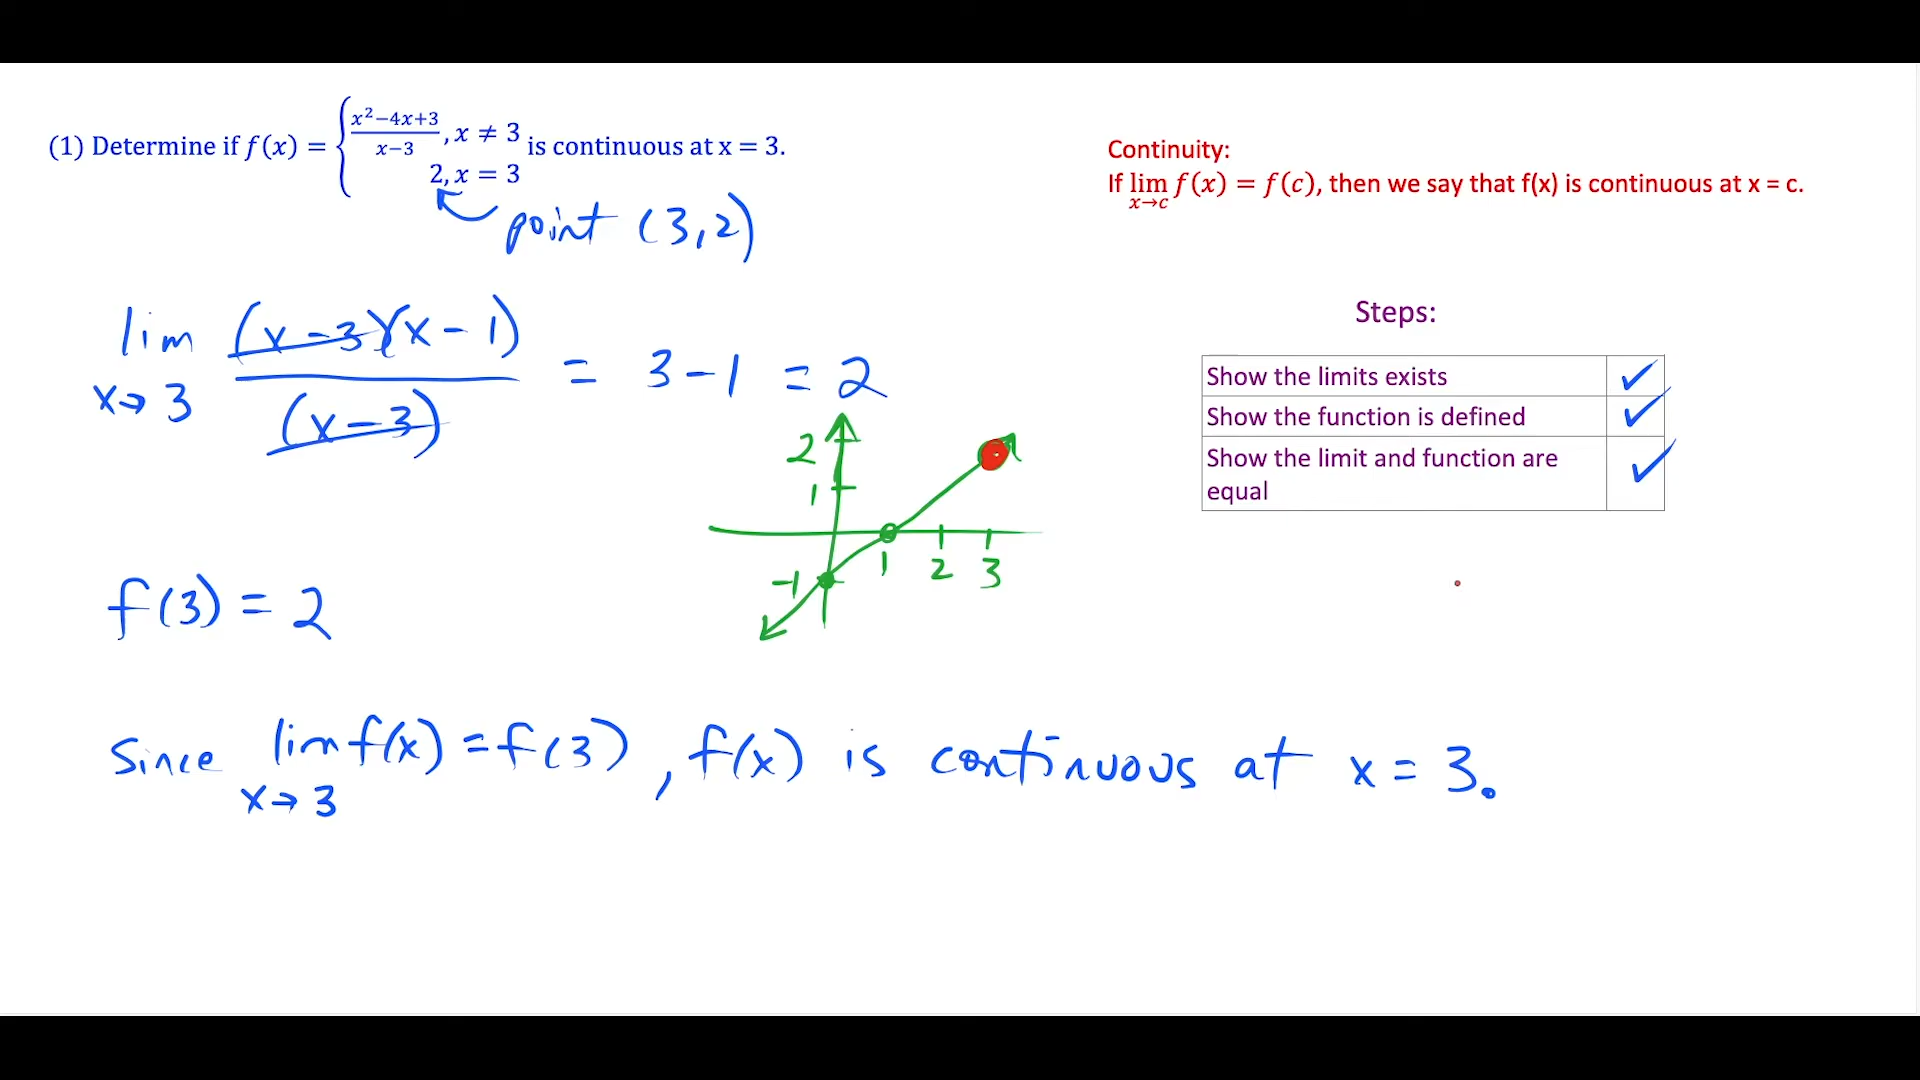 (1) Determine if f(x) = { x²−4x+3 / x−3 , x ≠ 3 is continuous at x = 3.
2, x = 3
point (3,2)
Continuity:
If lim x→c f(x) = f(c), then we say that f(x) is continuous at x = c.
Steps:
Show the limits exists ✓
Show the function is defined ✓
Show the limit and function are
equal ✓
lim x→3 (x-3)(x-1) / (x-3) = 3-1 = 2
2
1
-1
1 2 3
f(3) = 2
Since lim x→3 f(x) = f(3), f(x) is continuous at x = 3.